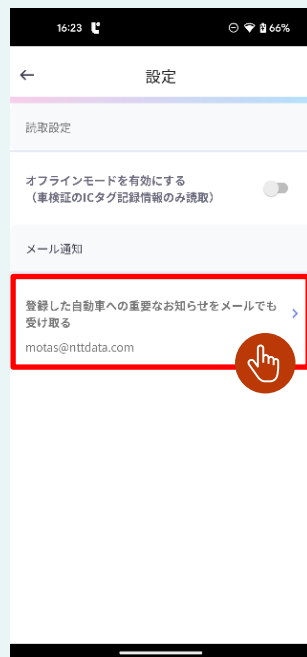 16:23 66%
設定
読取設定
オフラインモードを有効にする
（車検証のICタグ記録情報のみ読取）
メール通知
登録した自動車への重要なお知らせをメールでも
受け取る
motas@nttdata.com